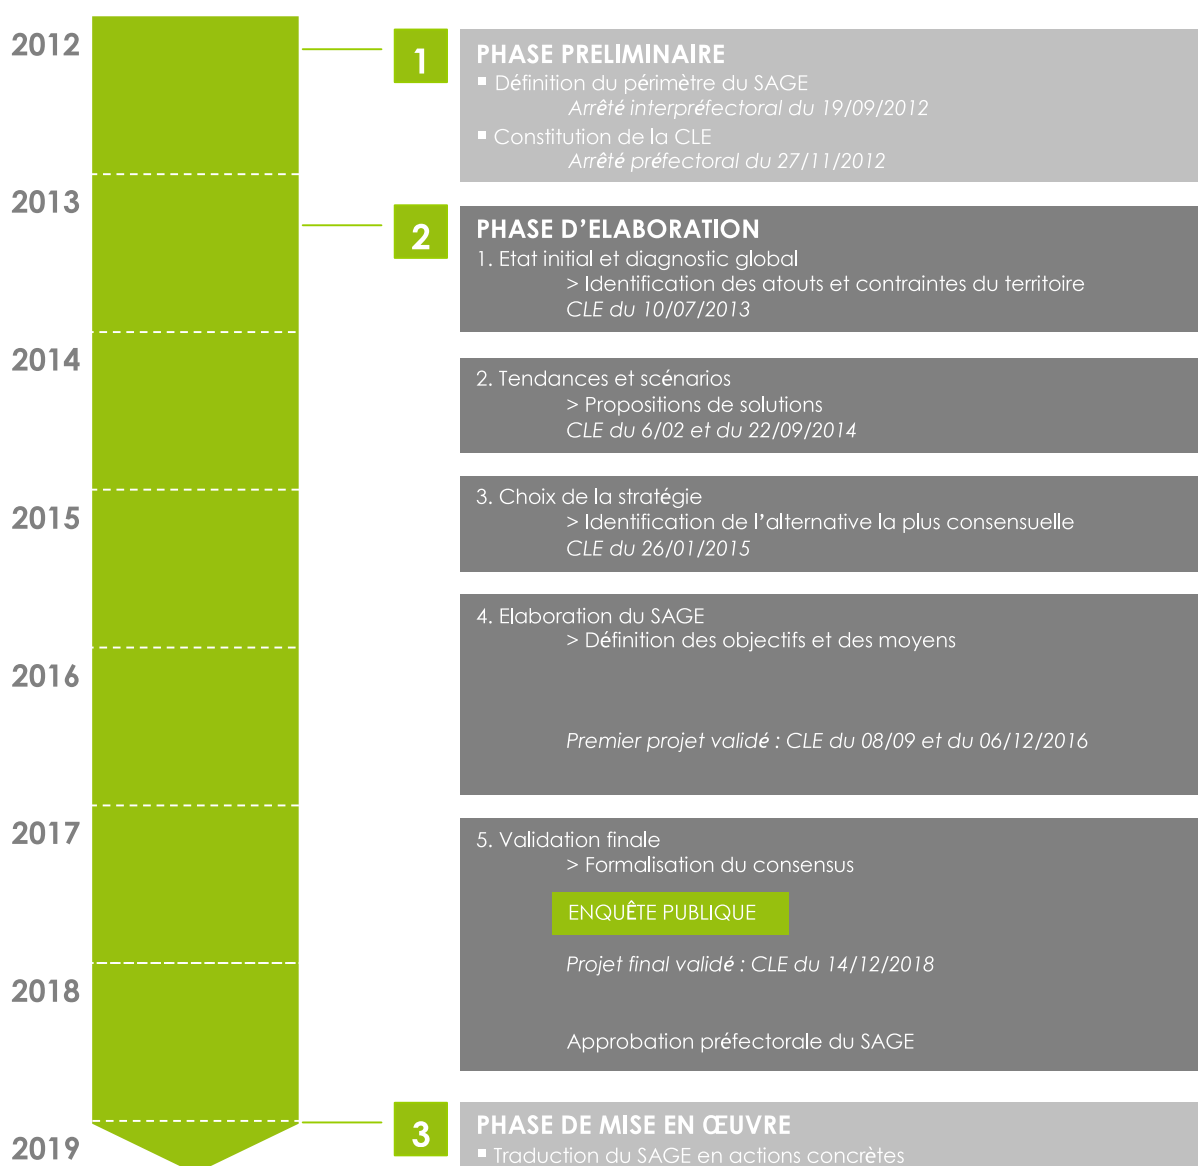 2012
1
PHASE PRELIMINAIRE
▪ Définition du périmètre du SAGE
Arrêté interpréfectoral du 19/09/2012
▪ Constitution de la CLE
Arrêté préfectoral du 27/11/2012
2013
2
PHASE D’ELABORATION
1. Etat initial et diagnostic global
> Identification des atouts et contraintes du territoire
CLE du 10/07/2013
2014
2. Tendances et scénarios
> Propositions de solutions
CLE du 6/02 et du 22/09/2014
2015
3. Choix de la stratégie
> Identification de l’alternative la plus consensuelle
CLE du 26/01/2015
4. Elaboration du SAGE
> Définition des objectifs et des moyens
2016
Premier projet validé : CLE du 08/09 et du 06/12/2016
2017
5. Validation finale
> Formalisation du consensus
ENQUÊTE PUBLIQUE
Projet final validé : CLE du 14/12/2018
2018
Approbation préfectorale du SAGE
3
PHASE DE MISE EN ŒUVRE
2019
▪ Traduction du SAGE en actions concrètes